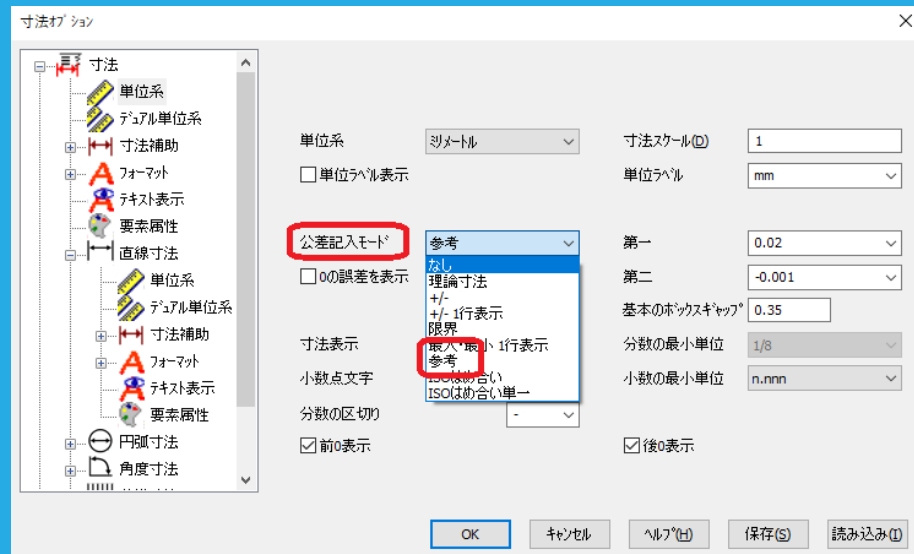 寸法ｵﾌﾟｼｮﾝ
寸法
単位系
ﾃﾞｭｱﾙ単位系
寸法補助
ﾌｫｰﾏｯﾄ
ﾃｷｽﾄ表示
要素属性
直線寸法
単位系
ﾃﾞｭｱﾙ単位系
寸法補助
ﾌｫｰﾏｯﾄ
ﾃｷｽﾄ表示
要素属性
円弧寸法
角度寸法
単位系 ﾐﾘﾒｰﾄﾙ 寸法ｽｹｰﾙ(D) 1
単位ﾗﾍﾞﾙ表示 単位ﾗﾍﾞﾙ mm
公差記入ﾓｰﾄﾞ 参考 第一 0.02
なし
0の誤差を表示 理論寸法 第二 -0.001
+/-
+/- 1行表示 基本のﾎﾞｯｸｽｷﾞｬｯﾌﾟ 0.35
限界
寸法表示 最大・最小 1行表示 分数の最小単位 1/8
参考
小数点文字 ISOはめ合い 小数の最小単位 n.nnn
ISOはめ合い単一
分数の区切り -
前0表示 後0表示
OK ｷｬﾝｾﾙ ﾍﾙﾌﾟ(H) 保存(S) 読み込み(I)